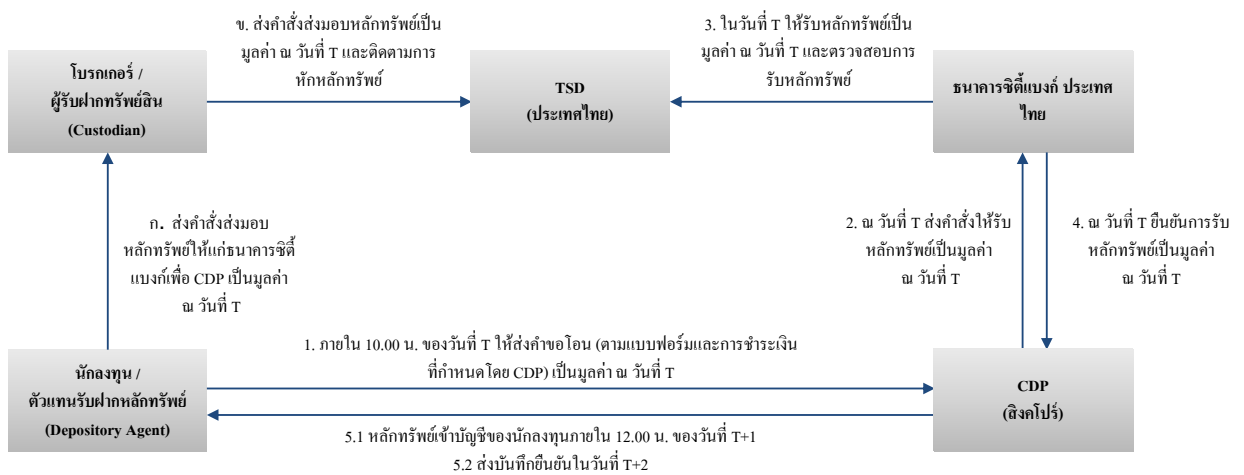 ข. ส่งคำสั่งส่งมอบหลักทรัพย์เป็น
มูลค่า ณ วันที่ T และติดตามการ
หักหลักทรัพย์
3. ในวันที่ T ให้รับหลักทรัพย์เป็น
มูลค่า ณ วันที่ T และตรวจสอบการ
รับหลักทรัพย์
โบรกเกอร์ /
ผู้รับฝากทรัพย์สิน
(Custodian)
TSD
(ประเทศไทย)
ธนาคารซิตี้แบงก์ ประเทศ
ไทย
ก. ส่งคำสั่งส่งมอบ
หลักทรัพย์ให้แก่ธนาคารซิตี้
แบงก์เพื่อ CDP เป็นมูลค่า
ณ วันที่ T
2. ณ วันที่ T ส่งคำสั่งให้รับ
หลักทรัพย์เป็นมูลค่า
ณ วันที่ T
4. ณ วันที่ T ยืนยันการรับ
หลักทรัพย์เป็นมูลค่า
ณ วันที่ T
1. ภายใน 10.00 น. ของวันที่ T ให้ส่งคำขอโอน (ตามแบบฟอร์มและการชำระเงิน
ที่กำหนดโดย CDP) เป็นมูลค่า ณ วันที่ T
นักลงทุน /
ตัวแทนรับฝากหลักทรัพย์
(Depository Agent)
CDP
(สิงคโปร์)
5.1 หลักทรัพย์เข้าบัญชีของนักลงทุนภายใน 12.00 น. ของวันที่ T+1
5.2 ส่งบันทึกยืนยันในวันที่ T+2